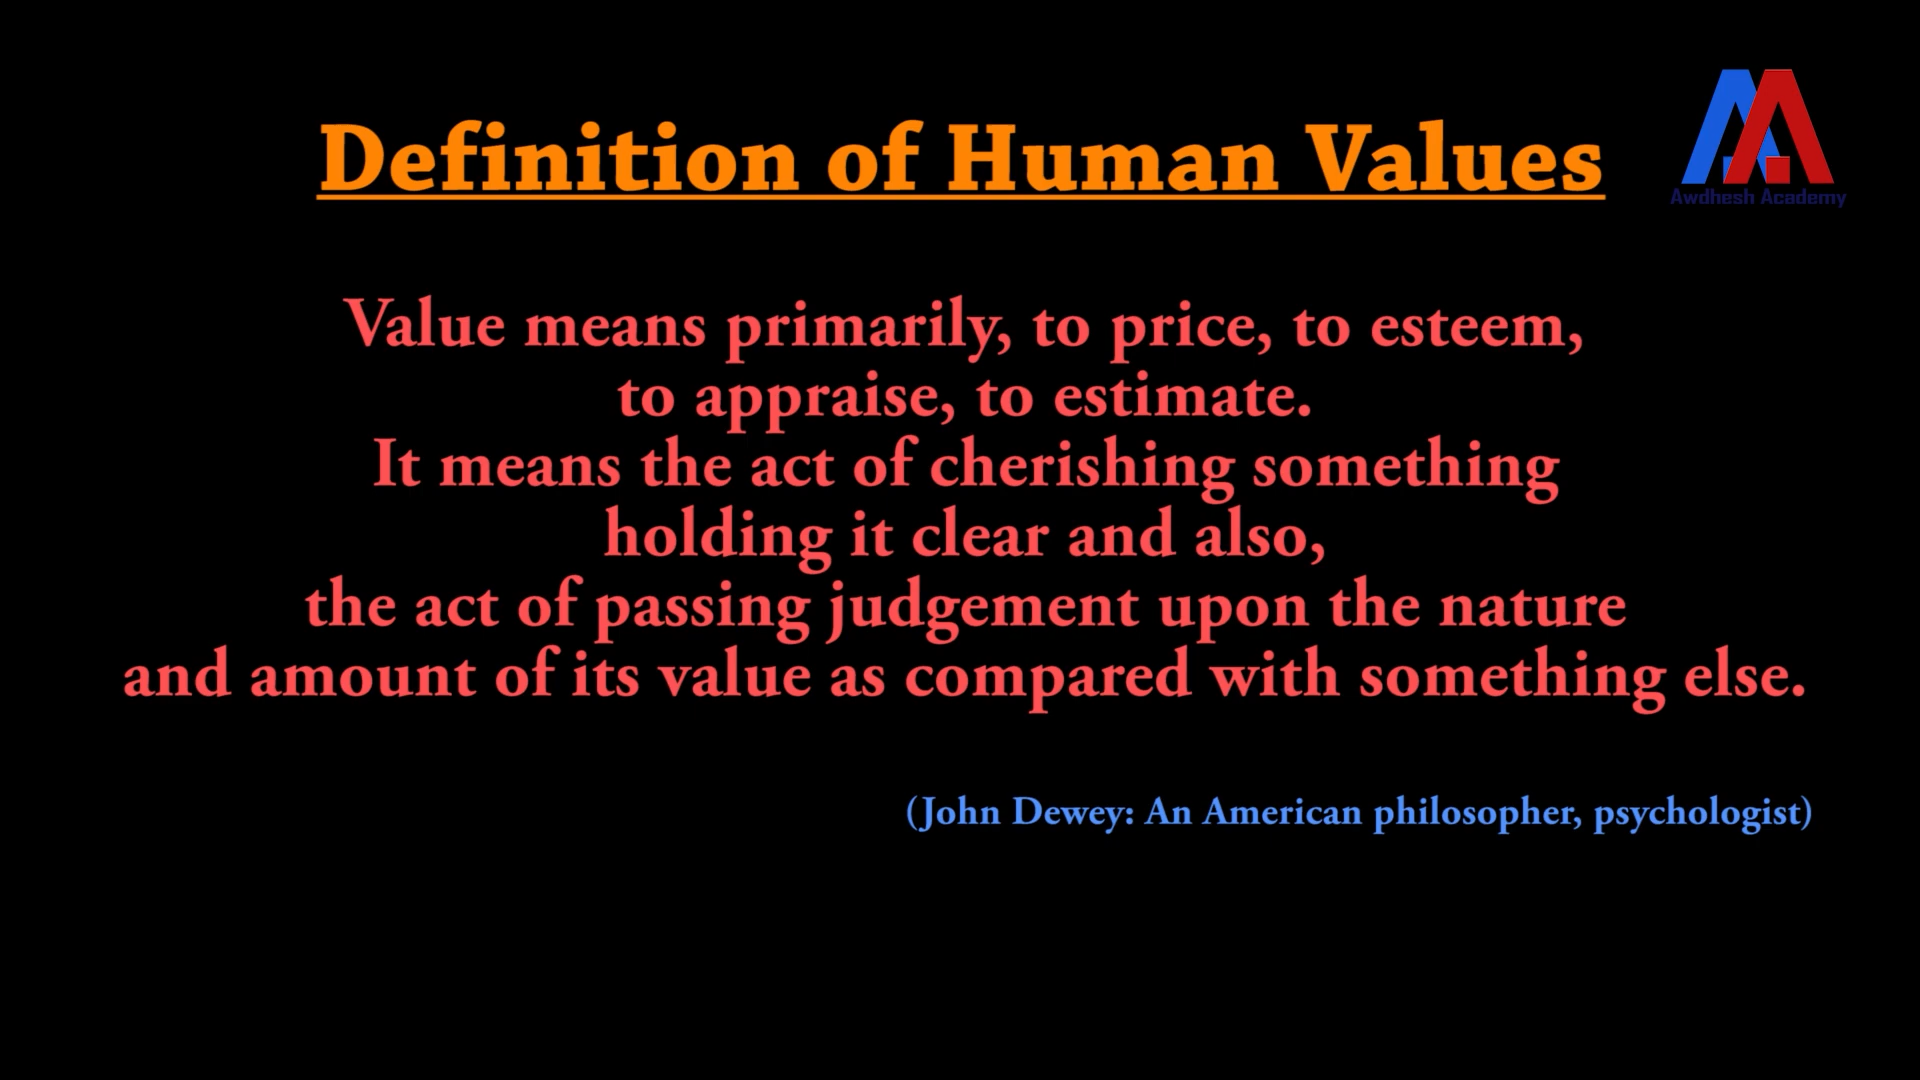 Definition of Human Values
Awdhesh Academy
Value means primarily, to price, to esteem,
to appraise, to estimate.
It means the act of cherishing something
holding it clear and also,
the act of passing judgement upon the nature
and amount of its value as compared with something else.
(John Dewey: An American philosopher, psychologist)